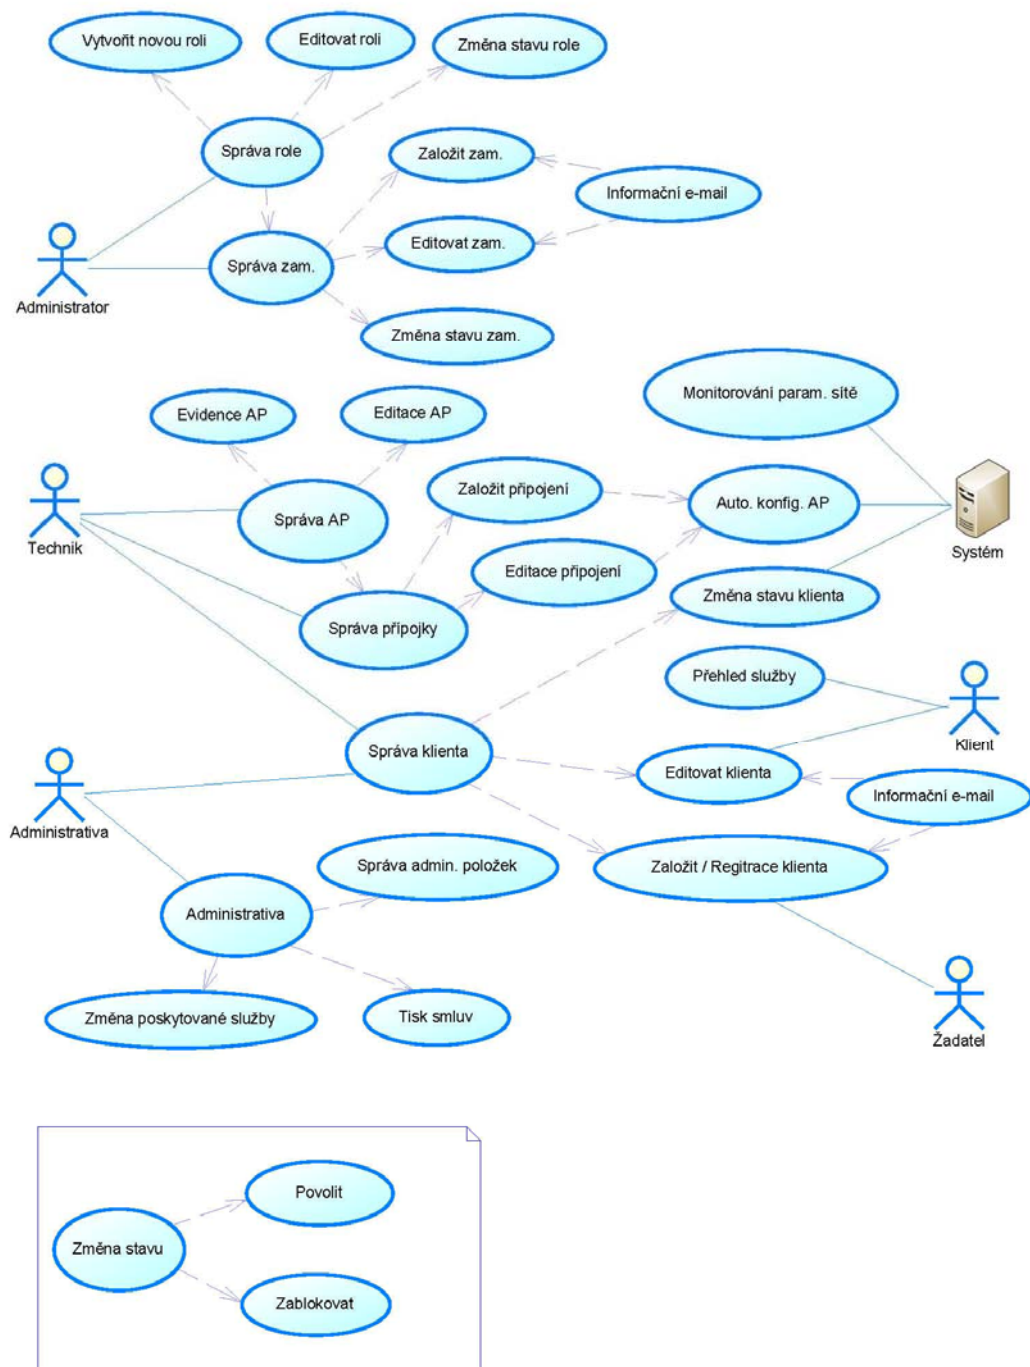 Vytvořit novou roli
Editovat roli
Změna stavu role
Správa role
Založit zam.
Informační e-mail
Editovat zam.
Správa zam.
Administrator
Změna stavu zam.
Monitorování param. sítě
Evidence AP
Editace AP
Založit připojení
Auto. konfig. AP
Správa AP
Technik
Systém
Editace připojení
Změna stavu klienta
Správa přípojky
Přehled služby
Klient
Správa klienta
Editovat klienta
Informační e-mail
Administrativa
Správa admin. položek
Založit / Regitrace klienta
Administrativa
Změna poskytované služby
Tisk smluv
Žadatel
Povolit
Změna stavu
Zablokovat